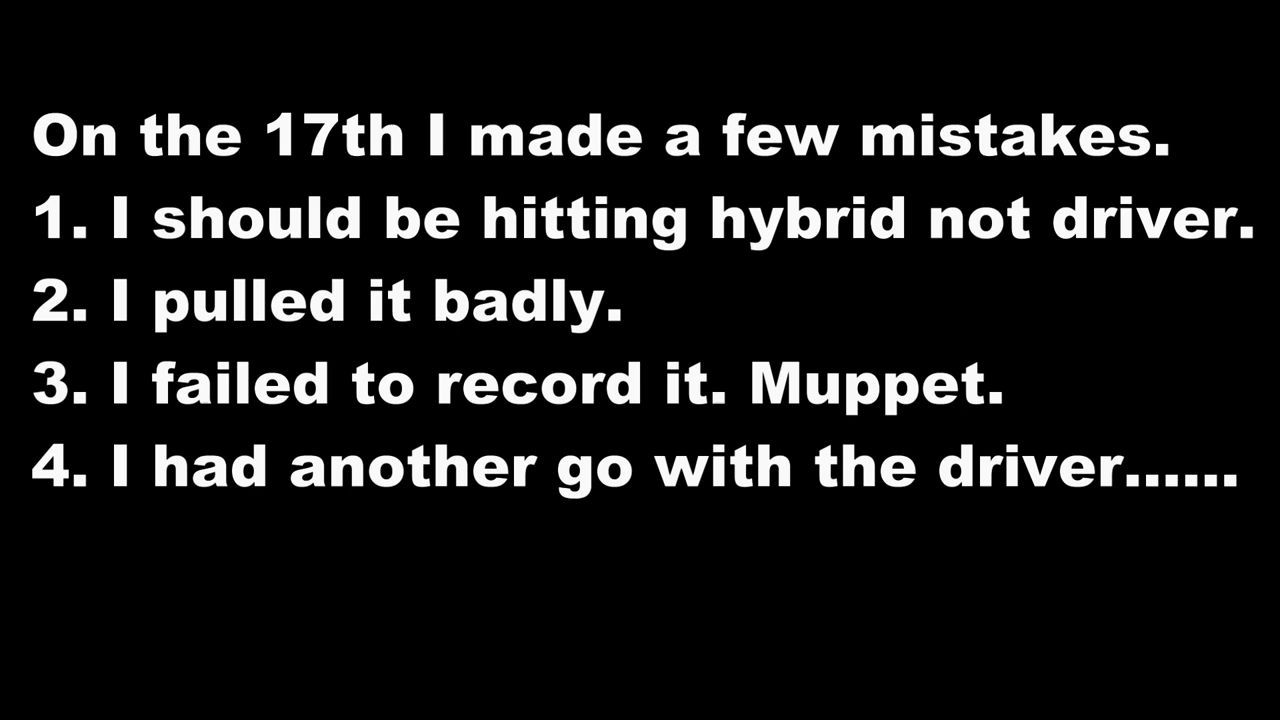 On the 17th I made a few mistakes.
1. I should be hitting hybrid not driver.
2. I pulled it badly.
3. I failed to record it. Muppet.
4. I had another go with the driver......